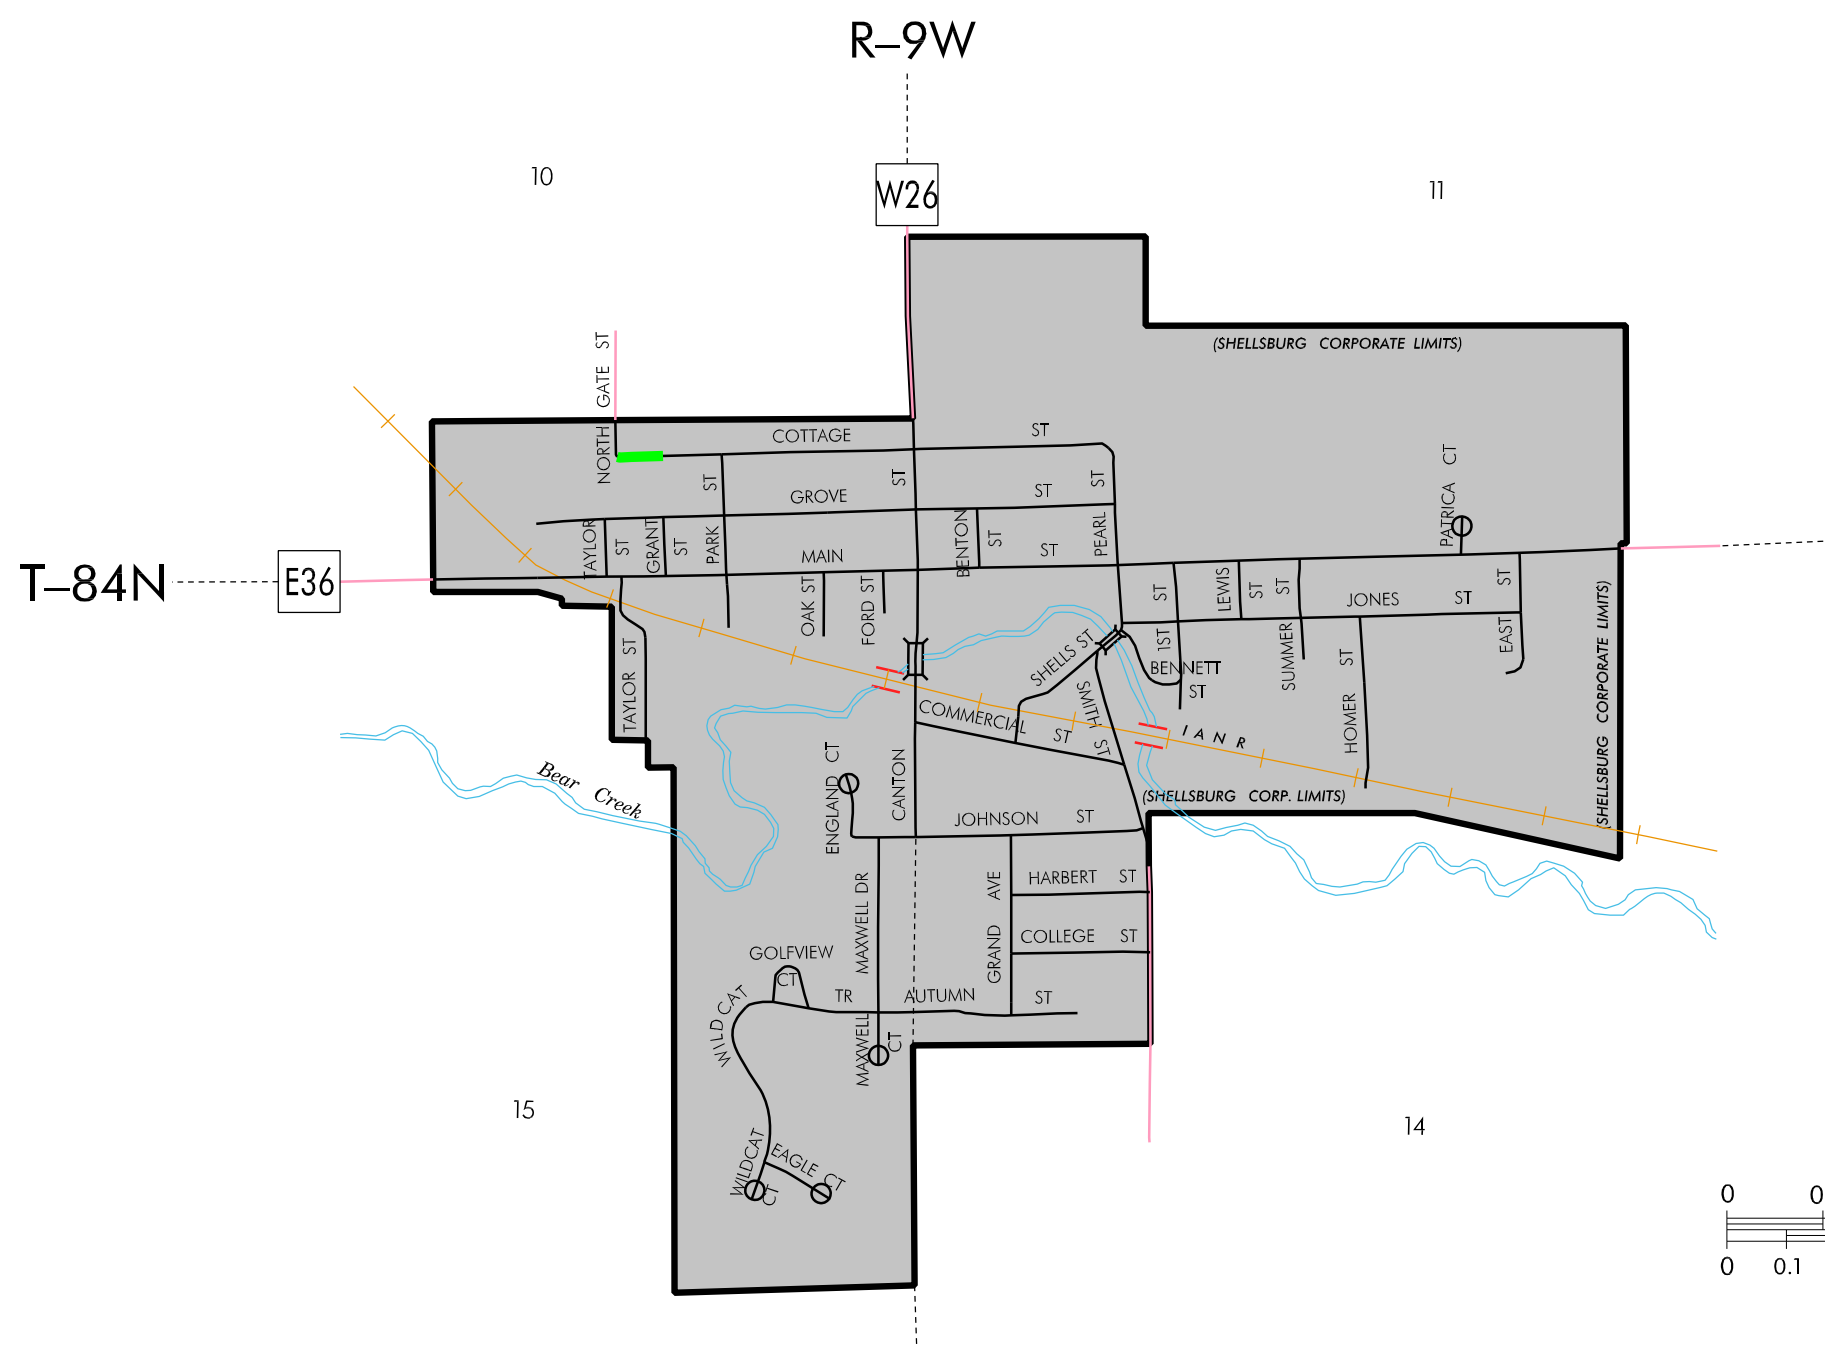 R–9W
10
11
W26
(SHELLSBURG CORPORATE LIMITS)
NORTH GATE ST
COTTAGE ST
PATRICA CT
ST
ST
ST
GROVE ST
TAYLOR ST
GRANT ST
PARK
BENTON ST
PEARL
MAIN ST
T–84N
E36
OAK ST
FORD ST
1ST ST
LEWIS ST
SUMMER ST
JONES ST
EAST ST
(SHELLSBURG CORPORATE LIMITS)
TAYLOR ST
SHELLS ST
BENNETT
ST
SMITH ST
HOMER ST
COMMERCIAL ST
IANR
Bear Creek
ENGLAND CT
CANTON
(SHELLSBURG CORP. LIMITS)
JOHNSON ST
MAXWELL DR
GRAND AVE
HARBERT ST
COLLEGE ST
GOLFVIEW
CT
WILDCAT TR
AUTUMN ST
MAXWELL CT
15
14
WILDCAT CT
EAGLE CT
0 0
0 0.1